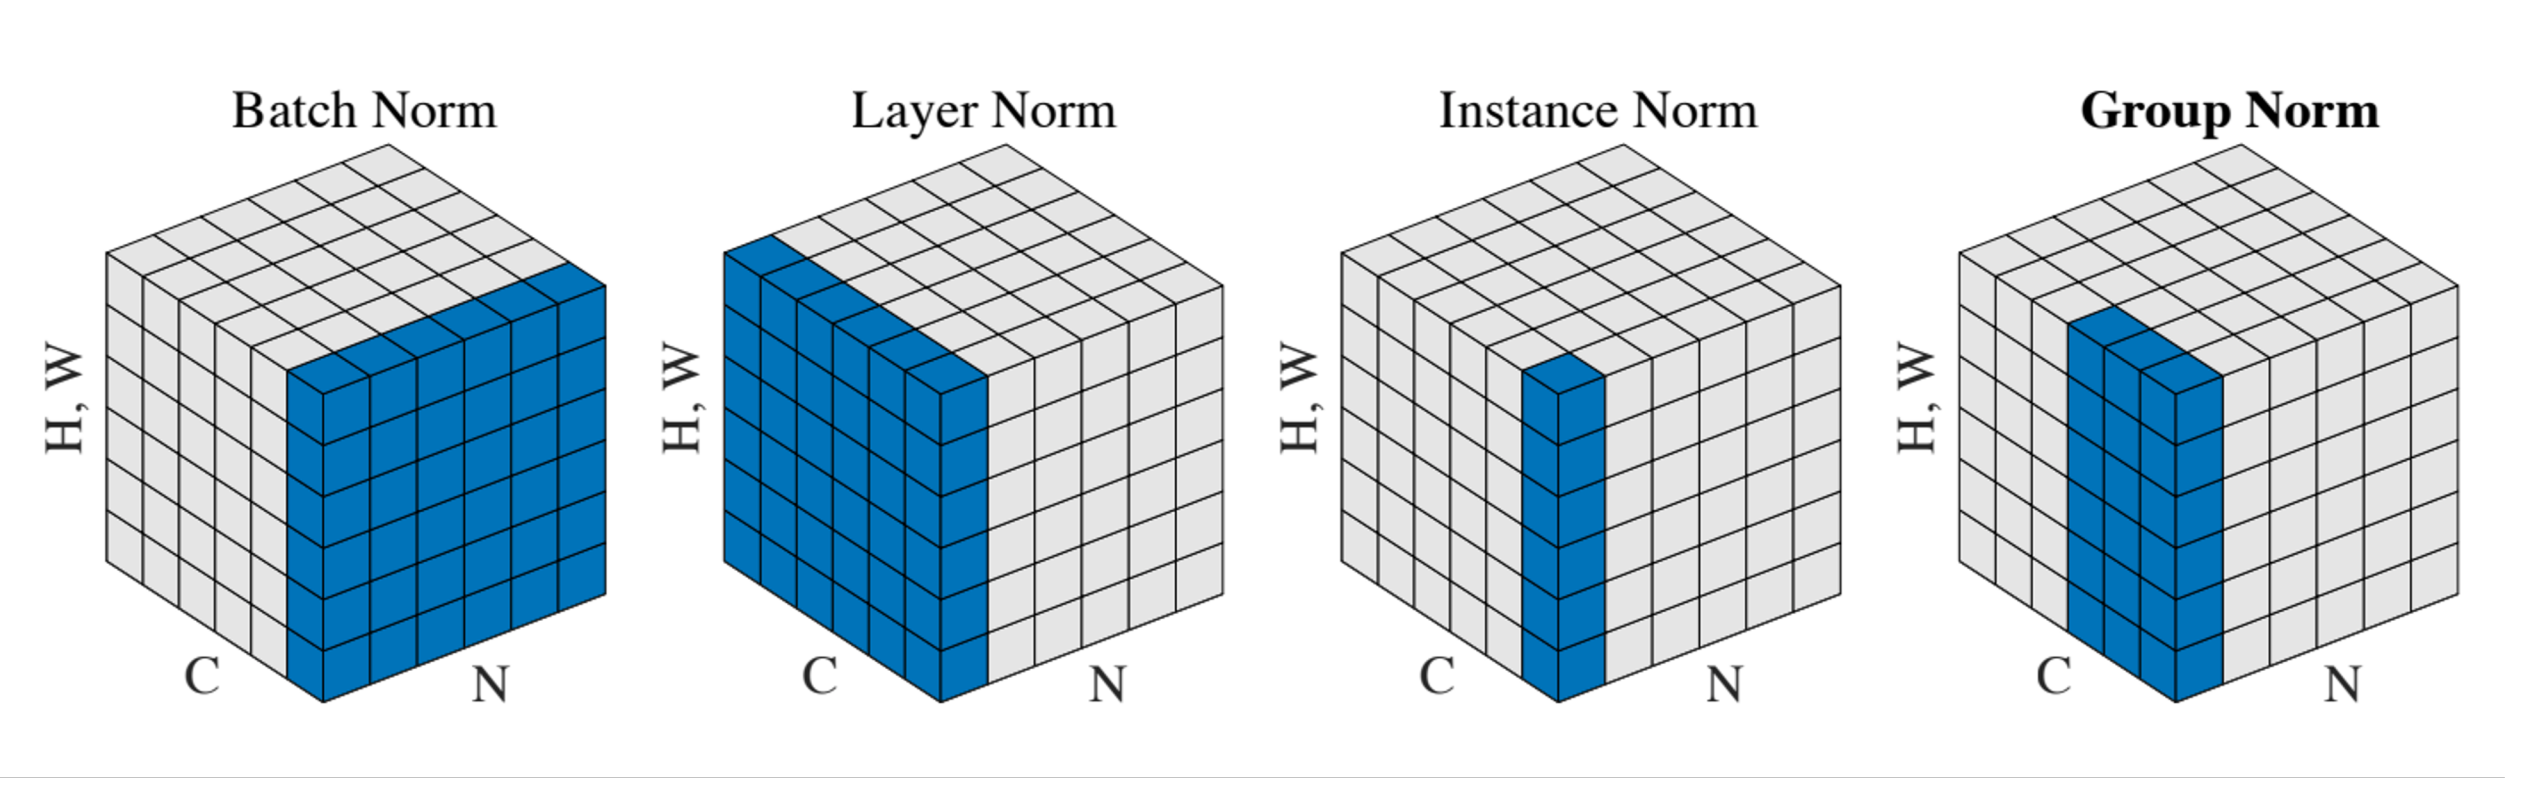 Batch Norm
H, W
C
N
Layer Norm
H, W
C
N
Instance Norm
H, W
C
N
Group Norm
H, W
C
N